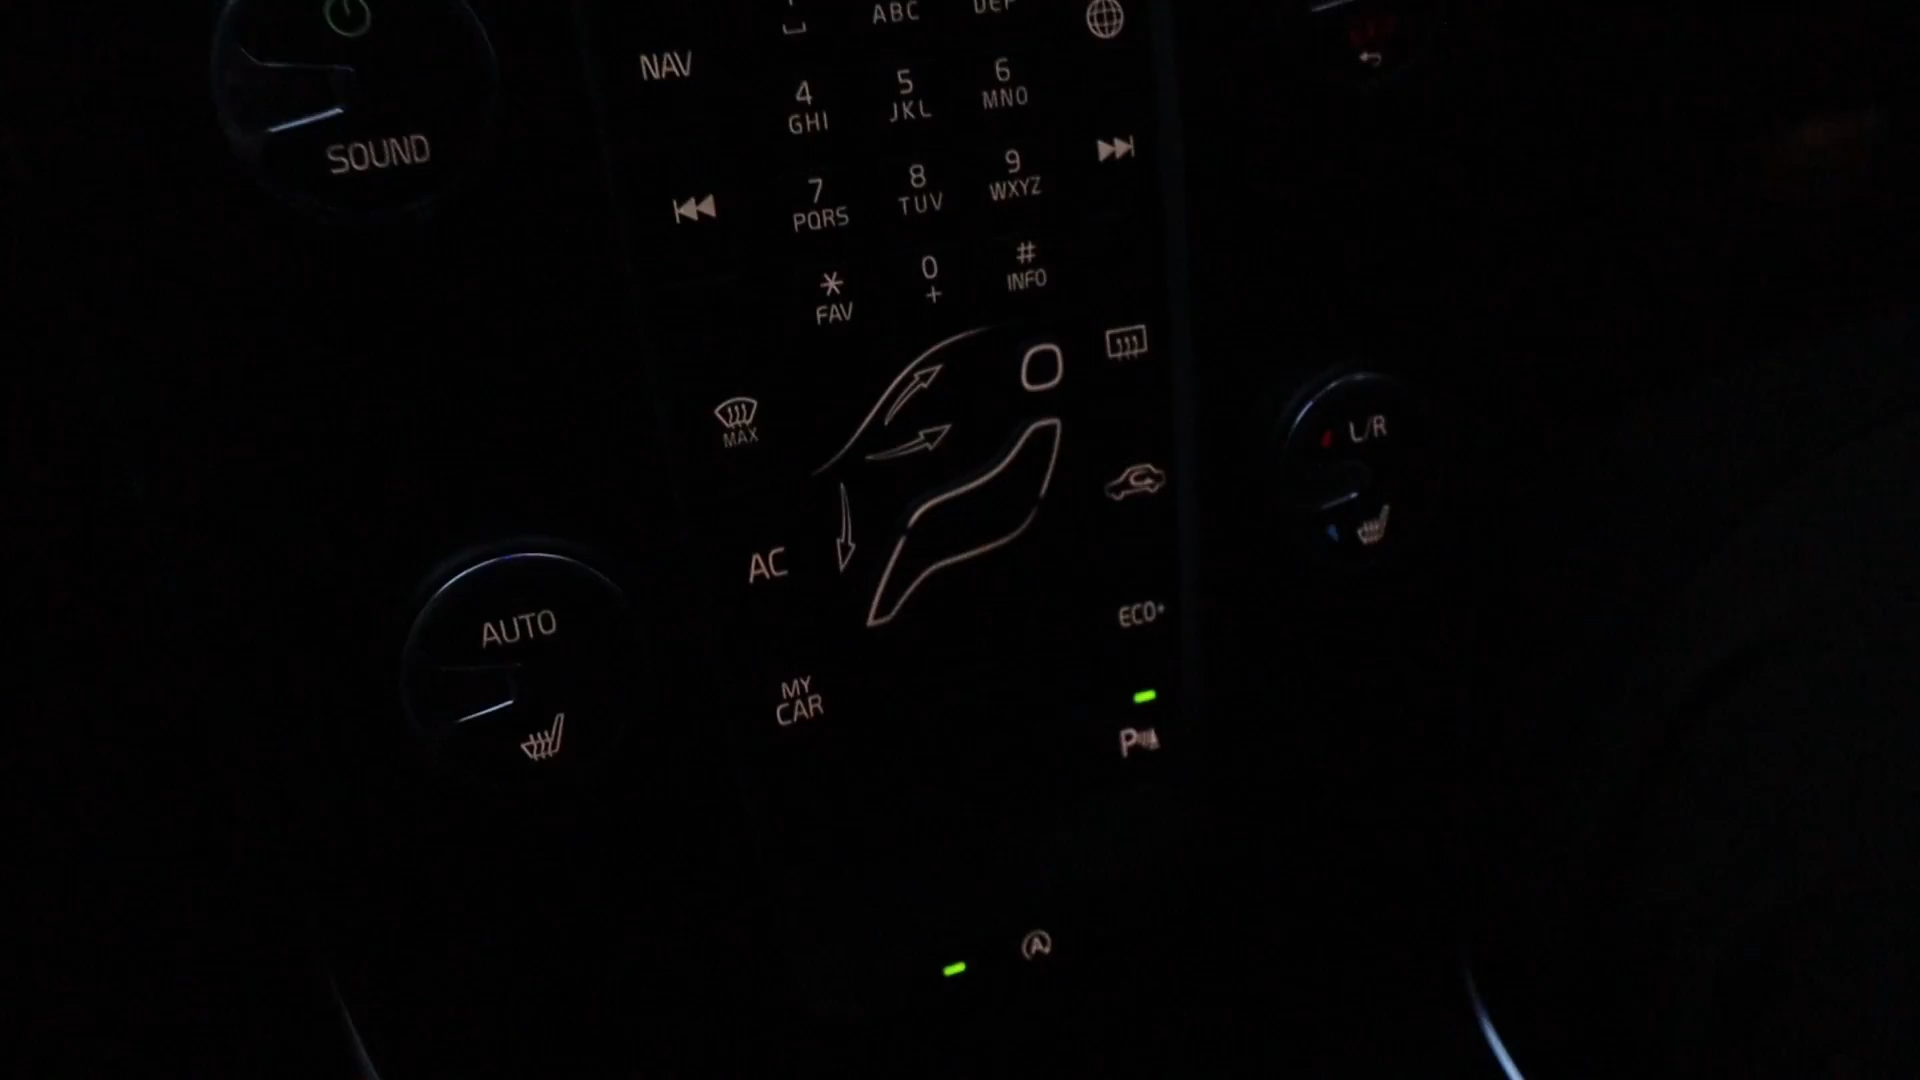 ABC
DEF
NAV
4
GHI
5
JKL
6
MNO
SOUND
7
PQRS
8
TUV
9
WXYZ
*
FAV
0
+
#
INFO
MAX
L/R
AC
AUTO
ECO+
MY
CAR
P
A